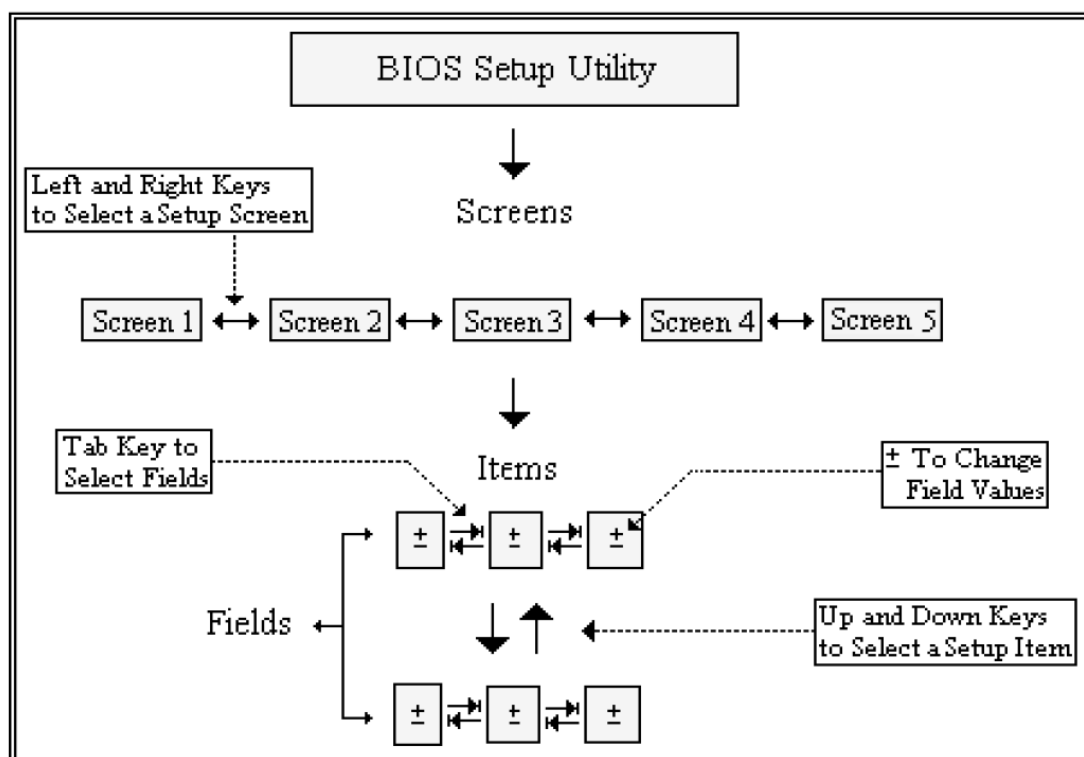 BIOS Setup Utility
Left and Right Keys
to Select a Setup Screen
Screens
Screen 1
Screen 2
Screen 3
Screen 4
Screen 5
Tab Key to
Select Fields
Items
± To Change
Field Values
± ± ±
Fields
Up and Down Keys
to Select a Setup Item
± ± ±